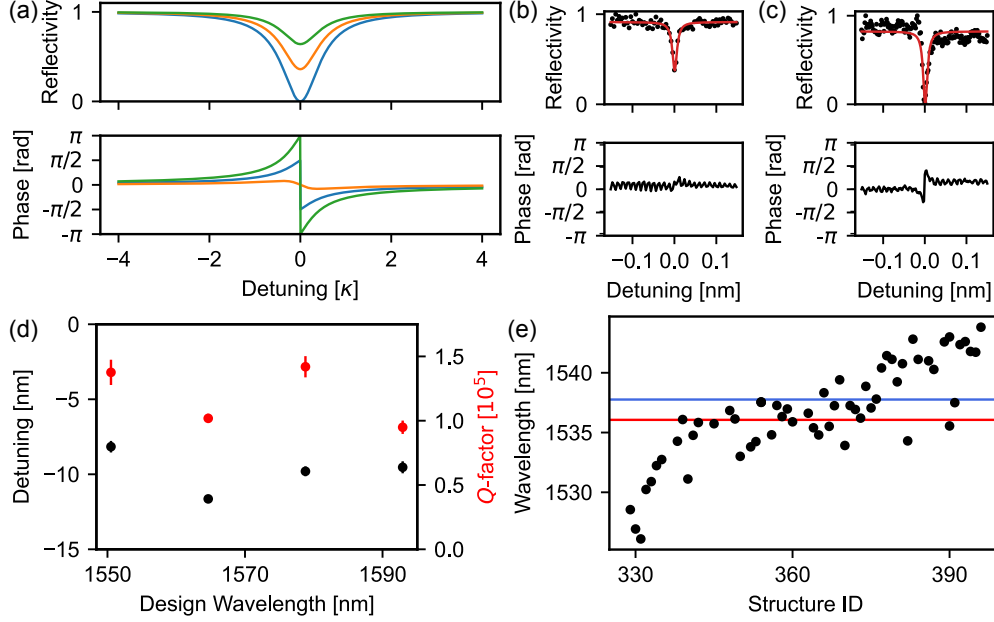 (a)
Reflectivity
1
0
Phase [rad]
π
π/2
0
-π/2
-π
−4
−2
0
2
4
Detuning [κ]
(b)
Reflectivity
1
0
Phase [rad]
π
π/2
0
-π/2
-π
−0.1
0.0
0.1
Detuning [nm]
(c)
Reflectivity
1
0
Phase [rad]
π
π/2
0
-π/2
-π
−0.1
0.0
0.1
Detuning [nm]
(d)
Detuning [nm]
0
−5
−10
−15
1550
1570
1590
Design Wavelength [nm]
1.5
1.0
0.5
0.0
Q-factor [10⁵]
(e)
Wavelength [nm]
1540
1535
1530
330
360
390
Structure ID